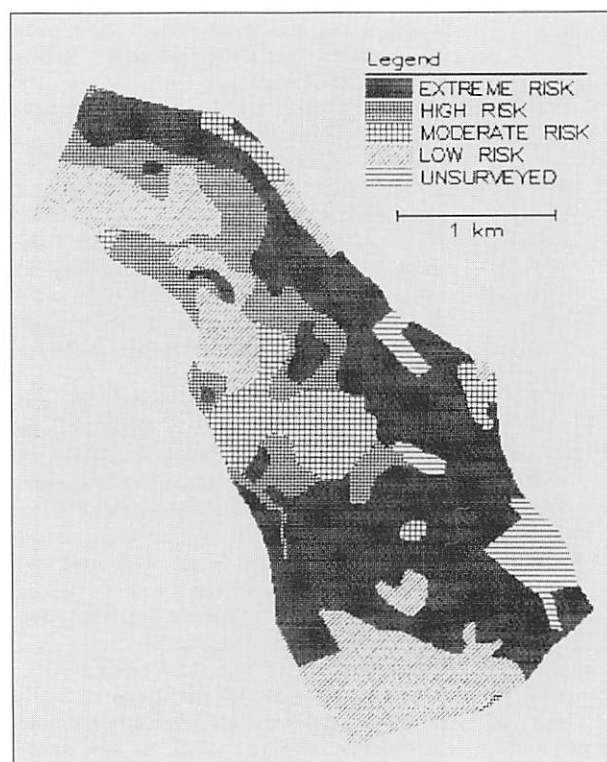 Legend
EXTREME RISK
HIGH RISK
MODERATE RISK
LOW RISK
UNSURVEYED
1 km